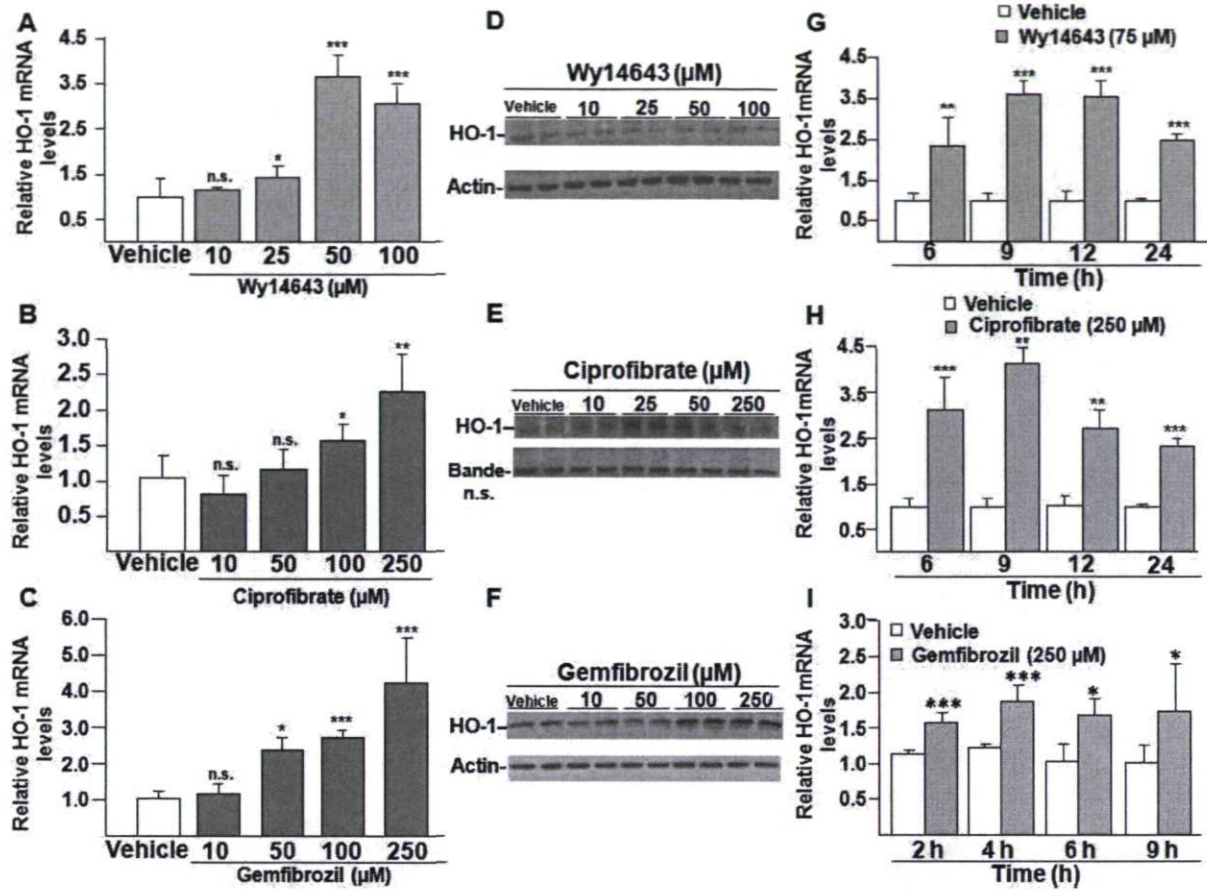 A
Relative HO-1 mRNA
levels
4.5
3.5
2.5
1.5
0.5
n.s.
*
***
***
Vehicle 10 25 50 100
Wy14643 (µM)
B
Relative HO-1 mRNA
levels
3.0
2.5
2.0
1.5
1.0
0.5
n.s.
n.s.
*
**
Vehicle 10 50 100 250
Ciprofibrate (µM)
C
Relative HO-1 mRNA
levels
6.0
5.0
4.0
3.0
2.0
1.0
n.s.
*
***
***
Vehicle 10 50 100 250
Gemfibrozil (µM)
D
Wy14643 (µM)
Vehicle 10 25 50 100
HO-1-
Actin-
E
Ciprofibrate (µM)
Vehicle 10 25 50 250
HO-1-
Bande-
n.s.
F
Gemfibrozil (µM)
Vehicle 10 50 100 250
HO-1-
Actin-
G
Vehicle
Wy14643 (75 µM)
Relative HO-1mRNA
levels
4.5
3.5
2.5
1.5
0.5
**
***
***
***
6 9 12 24
Time (h)
H
Vehicle
Ciprofibrate (250 µM)
Relative HO-1mRNA
levels
4.5
3.5
2.5
1.5
0.5
***
**
**
***
6 9 12 24
Time (h)
I
Vehicle
Gemfibrozil (250 µM)
Relative HO-1mRNA
levels
3.0
2.5
2.0
1.5
1.0
0.5
***
***
*
*
2 h 4 h 6 h 9 h
Time (h)